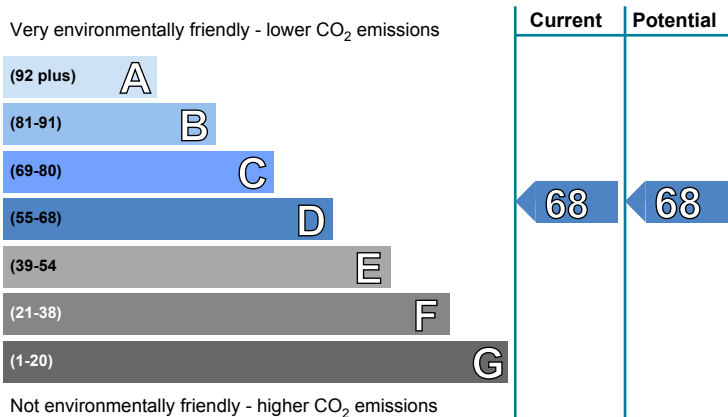 Very environmentally friendly - lower CO2 emissions
Current
Potential
(92 plus) A
(81-91) B
(69-80) C
(55-68) D
68
68
(39-54 E
(21-38) F
(1-20) G
Not environmentally friendly - higher CO2 emissions